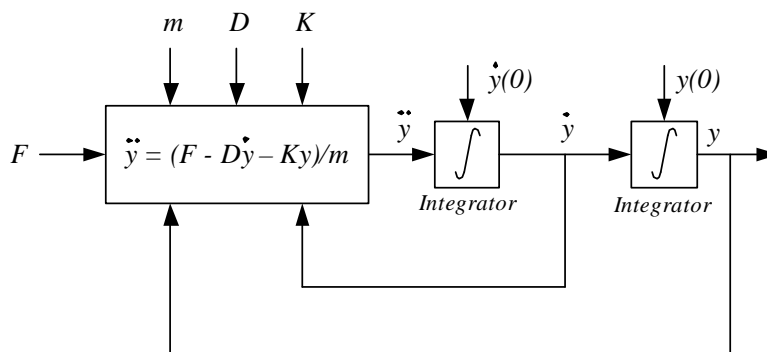 m D K
ẏ(0) y(0)
F
ÿ = (F - Dẏ – Ky)/m
ÿ
∫
ẏ
∫
y
Integrator Integrator